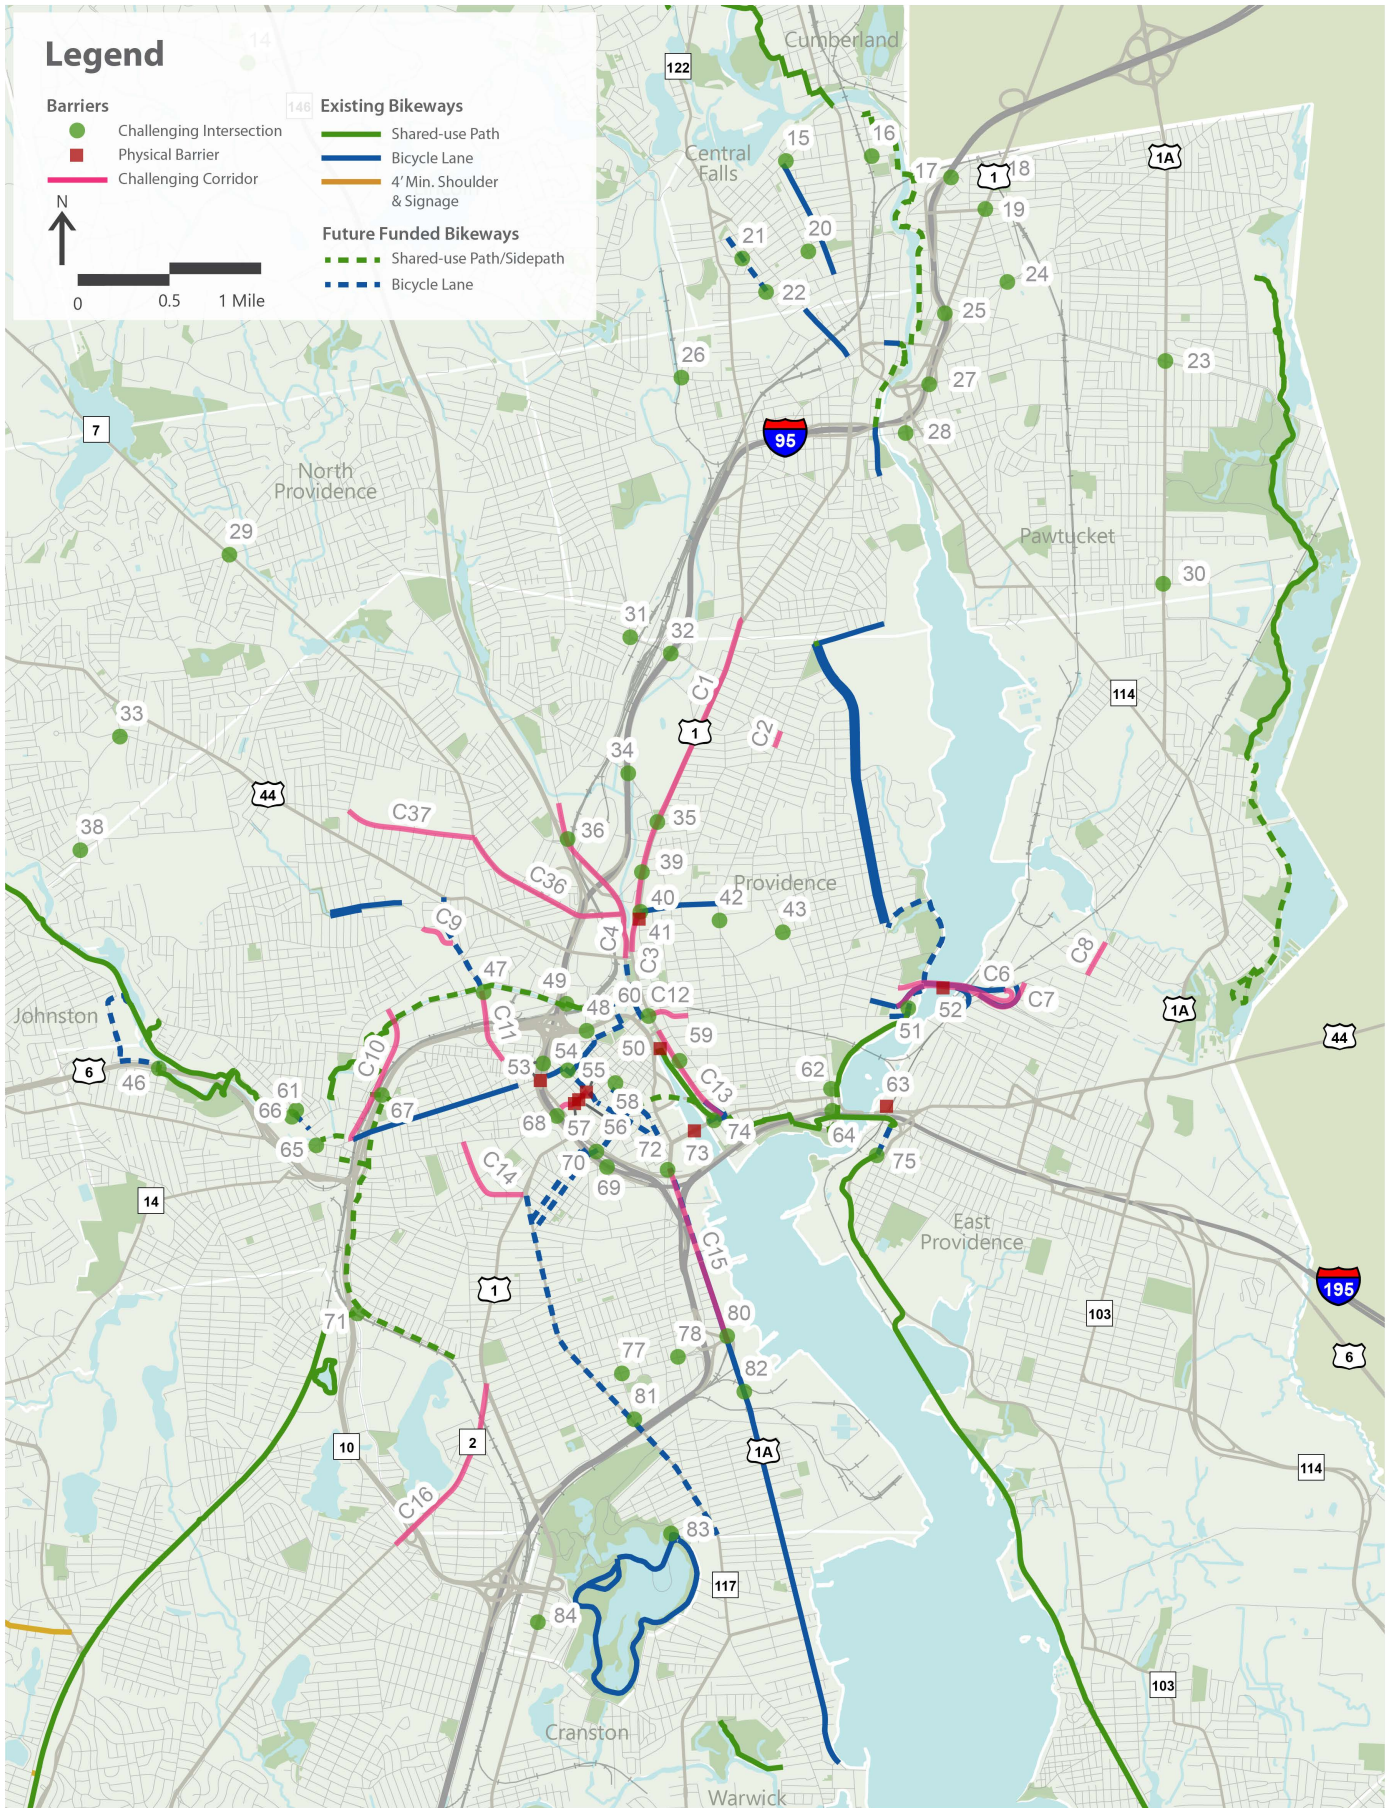 Legend
14
146
Barriers
Challenging Intersection
Physical Barrier
Challenging Corridor
N
0
0.5
1 Mile
Existing Bikeways
Shared-use Path
Bicycle Lane
4' Min. Shoulder
& Signage
Future Funded Bikeways
Shared-use Path/Sidepath
Bicycle Lane
Cumberland
122
15
16
Central
Falls
17
1
18
1A
19
20
21
22
24
25
23
26
27
28
95
7
North
Providence
29
Pawtucket
30
31
32
114
33
C1
1
C2
34
44
C37
35
36
38
39
C36
Providence
40
42
41
43
C4
C3
C9
C8
47
49
C6
C7
52
51
48
60
C12
1A
Johnston
44
C11
59
50
C10
6
46
53
54
55
C13
62
63
61
66
67
58
68
57
56
74
64
65
72
73
75
70
69
C14
14
East
Providence
C15
1
195
103
71
80
78
6
77
82
81
10
2
1A
114
C16
83
117
84
103
Cranston
Warwick